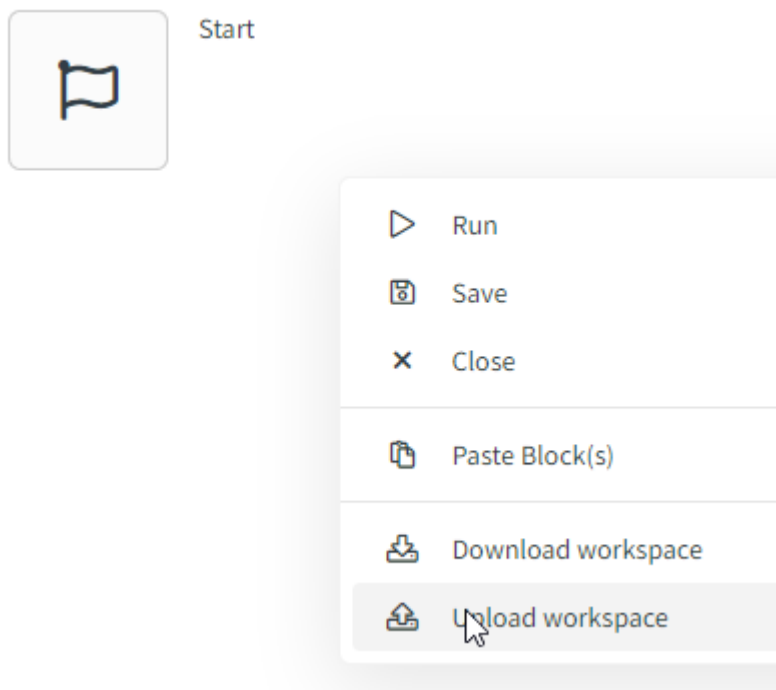 Start
Run
Save
Close
Paste Block(s)
Download workspace
Upload workspace